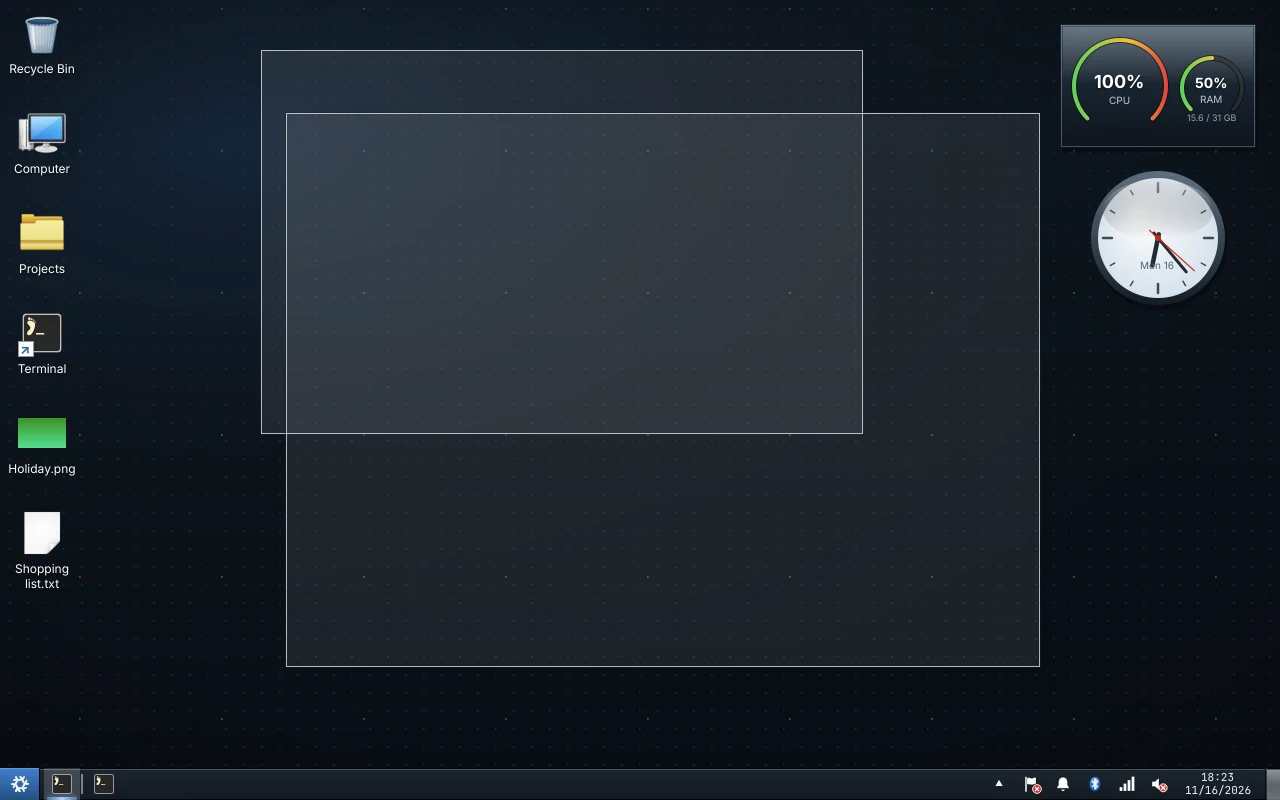 Recycle Bin
Computer
Projects
Terminal
Holiday.png
Shopping
list.txt
100%
CPU
50%
RAM
15.6 / 31 GB
Mon 16
18:23
11/16/2026